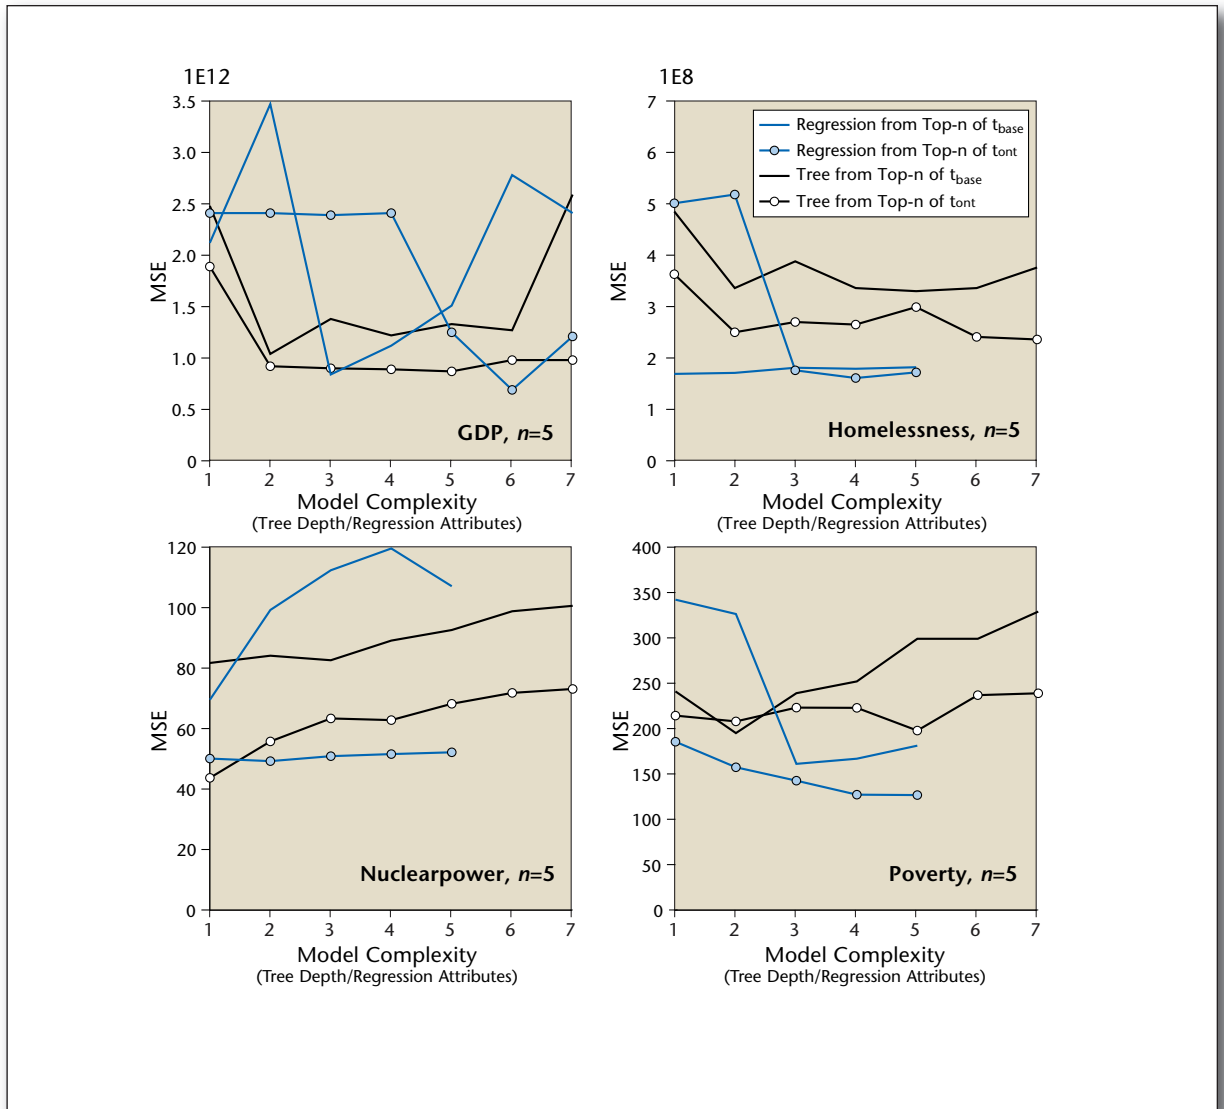 1E12
3.5
3.0
2.5
2.0
1.5
1.0
0.5
0
MSE
GDP, n=5
1 2 3 4 5 6 7
Model Complexity
(Tree Depth/Regression Attributes)
1E8
7
6
5
4
3
2
1
0
MSE
Regression from Top-n of tbase
Regression from Top-n of tont
Tree from Top-n of tbase
Tree from Top-n of tont
Homelessness, n=5
1 2 3 4 5 6 7
Model Complexity
(Tree Depth/Regression Attributes)
120
100
80
60
40
20
0
MSE
Nuclearpower, n=5
1 2 3 4 5 6 7
Model Complexity
(Tree Depth/Regression Attributes)
400
350
300
250
200
150
100
50
0
MSE
Poverty, n=5
1 2 3 4 5 6 7
Model Complexity
(Tree Depth/Regression Attributes)